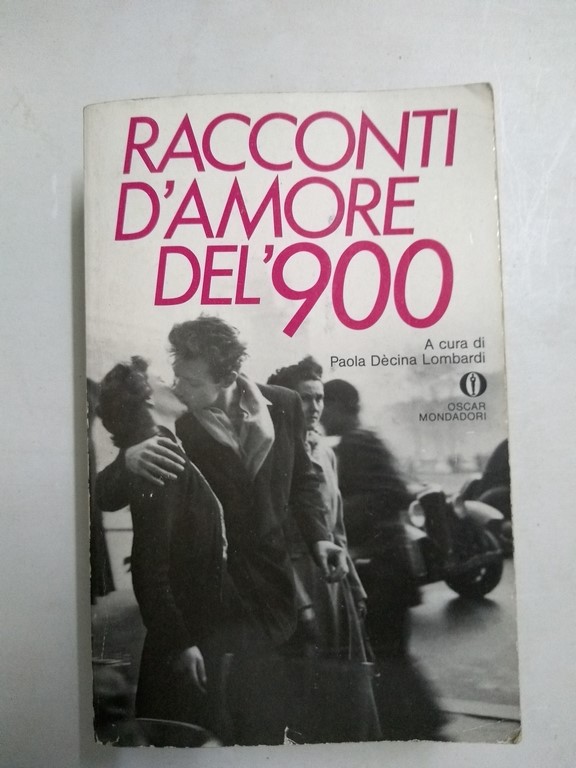 RACCONTI
D'AMORE
DEL'900
A cura di
Paola Dècina Lombardi
OSCAR
MONDADORI